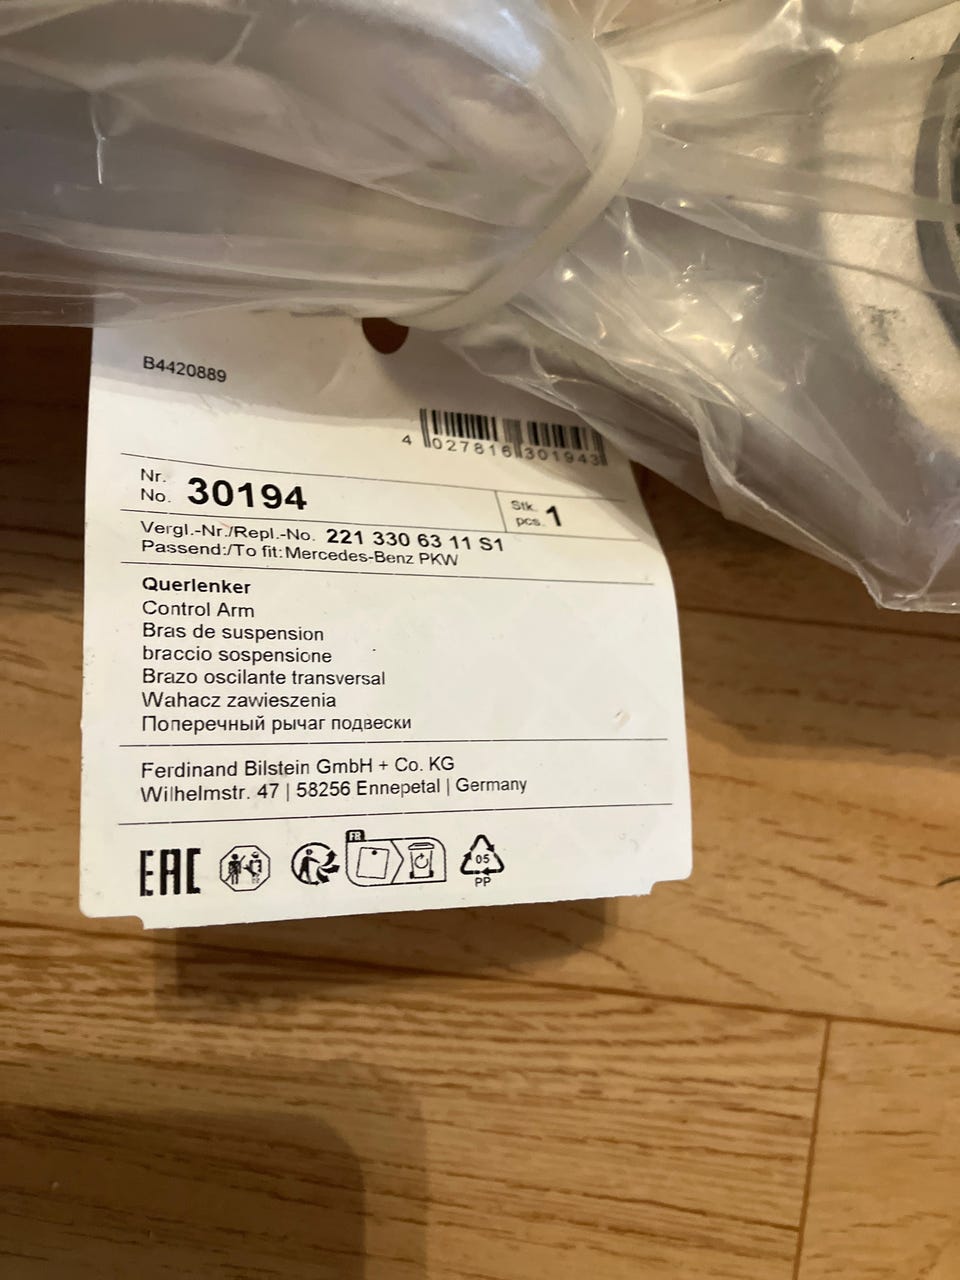 B4420889
4 027816 301943
Nr.
No. 30194
Stk.
pcs. 1
Vergl.-Nr./Repl.-No. 221 330 63 11 S1
Passend:/To fit: Mercedes-Benz PKW
Querlenker
Control Arm
Bras de suspension
braccio sospensione
Brazo oscilante transversal
Wahacz zawieszenia
Поперечный рычаг подвески
Ferdinand Bilstein GmbH + Co. KG
Wilhelmstr. 47 | 58256 Ennepetal | Germany
EAC
FR
05
PP